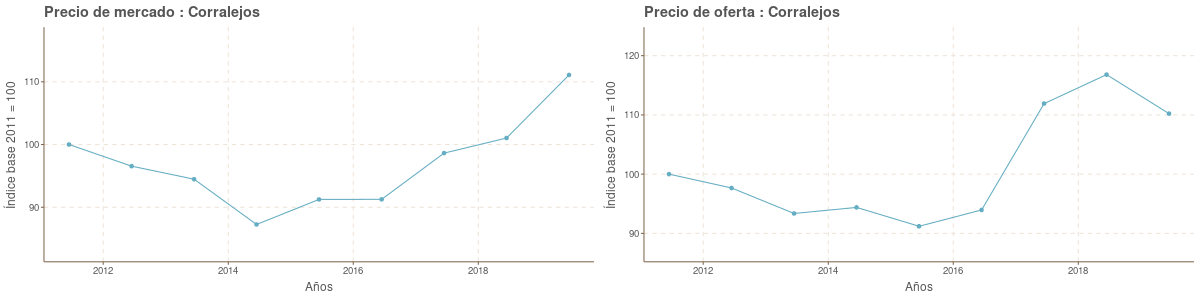 Precio de mercado : Corralejos
Índice base 2011 = 100
110
100
90
2012
2014
2016
2018
Años
Precio de oferta : Corralejos
Índice base 2011 = 100
120
110
100
90
2012
2014
2016
2018
Años